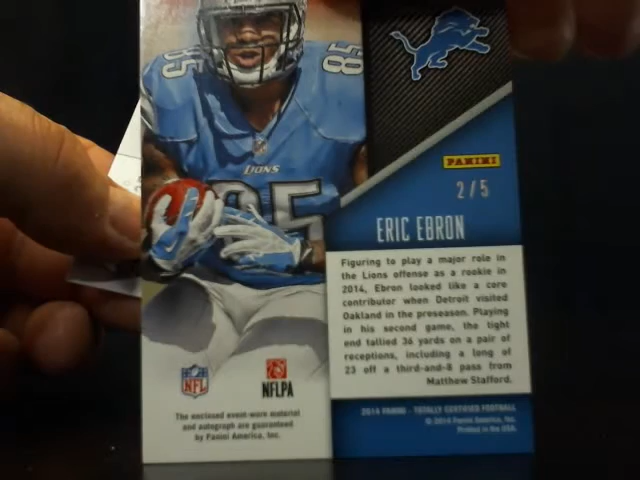 85
85
LIONS
85
PANINI
2/5
ERIC EBRON
Figuring to play a major role in
the Lions offense as a rookie in
2014, Ebron looked like a core
contributor when Detroit visited
Oakland in the preseason. Playing
in his second game, the tight
end tallied 36 yards on a pair of
receptions, including a long of
23 off a third-and-8 pass from
Matthew Stafford.
NFL
NFLPA
The enclosed event-worn material
and autograph are guaranteed
by Panini America, Inc.
2014 PANINI - TOTALLY CERTIFIED FOOTBALL
© 2014 Panini America, Inc.
Printed in the USA.